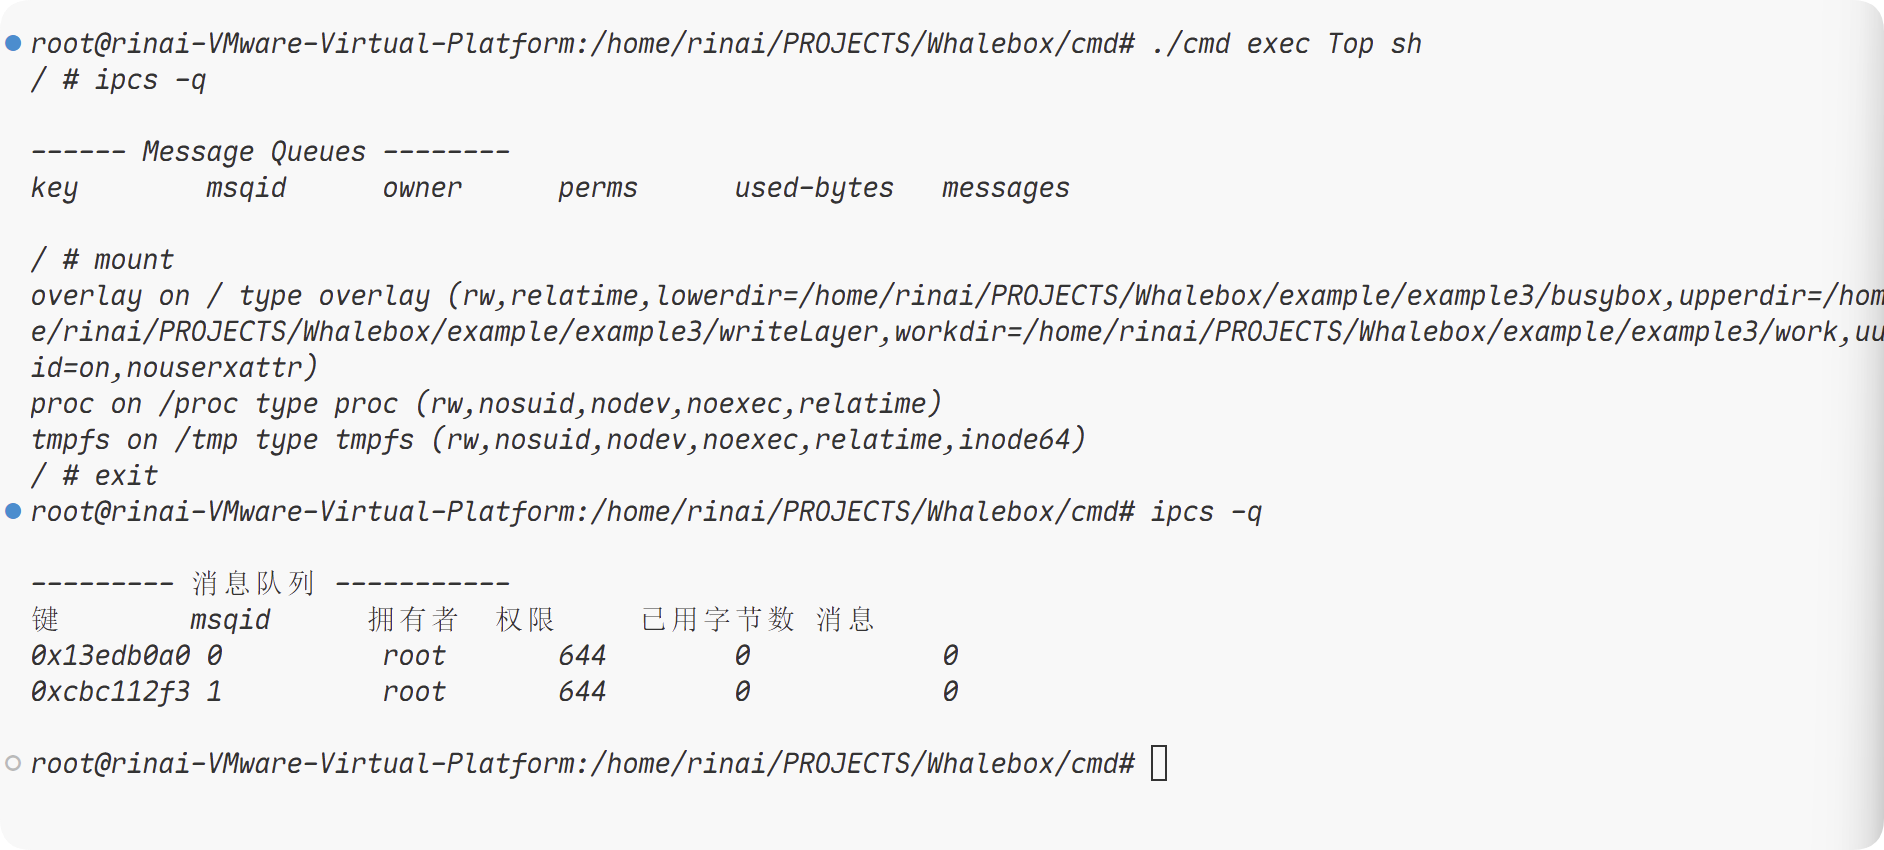 root@rinai-VMware-Virtual-Platform:/home/rinai/PROJECTS/Whalebox/cmd# ./cmd exec Top sh
/ # ipcs -q
------ Message Queues --------
key        msqid      owner      perms      used-bytes   messages
/ # mount
overlay on / type overlay (rw,relatime,lowerdir=/home/rinai/PROJECTS/Whalebox/example/example3/busybox,upperdir=/hom
e/rinai/PROJECTS/Whalebox/example/example3/writeLayer,workdir=/home/rinai/PROJECTS/Whalebox/example/example3/work,uu
id=on,nouserxattr)
proc on /proc type proc (rw,nosuid,nodev,noexec,relatime)
tmpfs on /tmp type tmpfs (rw,nosuid,nodev,noexec,relatime,inode64)
/ # exit
root@rinai-VMware-Virtual-Platform:/home/rinai/PROJECTS/Whalebox/cmd# ipcs -q
--------- 消息队列 -----------
键        msqid      拥有者  权限     已用字节数 消息
0x13edb0a0 0          root       644        0            0
0xcbc112f3 1          root       644        0            0
root@rinai-VMware-Virtual-Platform:/home/rinai/PROJECTS/Whalebox/cmd#